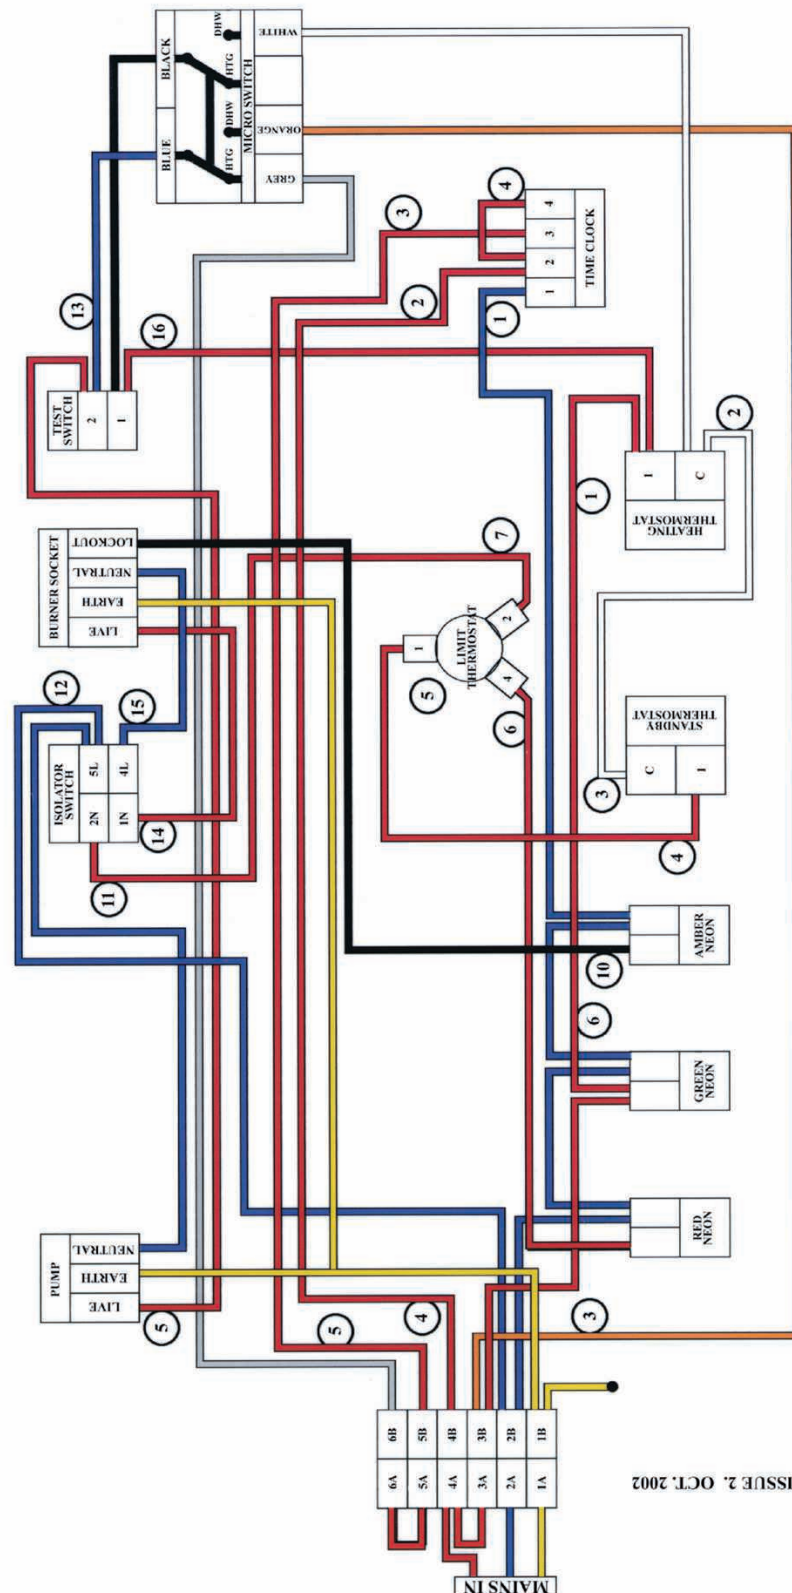 DHW
WHITE
BLACK
HTG
MICRO SWITCH
DHW
ORANGE
BLUE
HTG
GREY
13
16
3
4
2
1
4
3
2
1
TIME CLOCK
TEST
SWITCH
2
1
BURNER SOCKET
LOCKOUT
NEUTRAL
EARTH
LIVE
12
15
ISOLATOR
SWITCH
5L
4L
2N
1N
14
11
7
1
2
4
LIMIT
THERMOSTAT
5
6
1
2
1
C
HEATING
THERMOSTAT
3
4
STANDBY
THERMOSTAT
C
1
10
AMBER
NEON
6
GREEN
NEON
RED
NEON
PUMP
NEUTRAL
EARTH
LIVE
5
5
4
3
6B
5B
4B
3B
2B
1B
6A
5A
4A
3A
2A
1A
MAINS IN
ISSUE 2. OCT. 2002